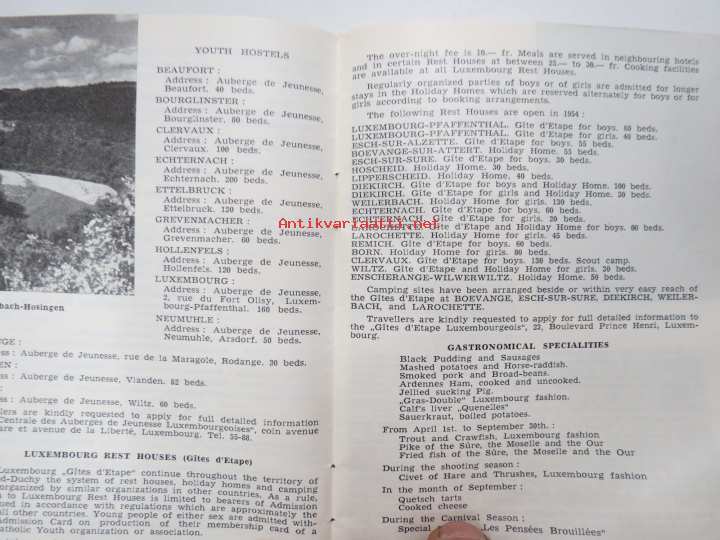 YOUTH HOSTELS
BEAUFORT :
Address : Auberge de Jeunesse,
Beaufort. 40 beds.
BOURGLINSTER :
Address : Auberge de Jeunesse,
Bourglinster. 80 beds.
CLERVAUX :
Address : Auberge de Jeunesse,
Clervaux. 100 beds.
ECHTERNACH :
Address : Auberge de Jeunesse,
Echternach. 200 beds.
ETTELBRUCK :
Address : Auberge de Jeunesse,
Ettelbruck. 120 beds.
GREVENMACHER :
Address : Auberge de Jeunesse,
Grevenmacher. 60 beds.
HOLLENFELS :
Address : Auberge de Jeunesse,
Hollenfels. 120 beds.
LUXEMBOURG :
Address : Auberge de Jeunesse,
2, rue du Fort Olisy, Luxem-
bourg-Pfaffenthal. 160 beds.
NEUMUHLE :
Address : Auberge de Jeunesse,
Neumuhle, Arsdorf. 50 beds.
bach-Hosingen
NGE :
ss : Auberge de Jeunesse, rue de la Maragole, Rodange. 30 beds.
EN :
ss : Auberge de Jeunesse, Vianden. 82 beds.
:
ss : Auberge de Jeunesse, Wiltz. 60 beds.
llers are kindly requested to apply for full detailed information
Centrale des Auberges de Jeunesse Luxembourgeoises", coin avenue
are et avenue de la Liberté, Luxembourg. Tel. 55-88.
LUXEMBOURG REST HOUSES (Gîtes d'Etape)
Luxembourg „Gîtes d'Etape" continue throughout the territory of
d-Duchy the system of rest houses, holiday homes and camping
organized by similar organizations in other countries. As a rule,
n to Luxembourg Rest Houses is limited to bearers of Admission
sued in accordance with regulations which are approximately the
all other countries. Young people of either sex are admitted with-
Admission Card on production of their membership card of a
atholic Youth organization or association.
The over-night fee is 10.— fr. Meals are served in neighbouring hotels
and in certain Rest Houses at between 25.— to 30.— fr. Cooking facilities
are available at all Luxembourg Rest Houses.
Regularly organized parties of boys or of girls are admitted for longer
stays in the Holiday Homes which are reserved alternately for boys or for
girls according to booking arrangements.
The following Rest Houses are open in 1954 :
LUXEMBOURG-PFAFFENTHAL. Gîte d'Etape for boys. 60 beds.
LUXEMBOURG-PFAFFENTHAL. Gîte d'Etape for girls. 40 beds.
ESCH-SUR-ALZETTE. Gîte d'Etape for boys. 55 beds.
BOEVANGE-SUR-ATTERT. Holiday Home. 55 beds.
ESCH-SUR-SURE. Gîte d'Etape for boys. 30 beds.
HOSCHEID. Holiday Home. 30 beds.
LIPPERSCHEID. Holiday Home. 40 beds.
DIEKIRCH. Gîte d'Etape for boys and Holiday Home. 100 beds.
DIEKIRCH. Gîte d'Etape for girls and Holiday Home. 30 beds.
WEILERBACH. Holiday Home for girls. 130 beds.
ECHTERNACH. Gîte d'Etape for boys. 60 beds.
ECHTERNACH. Gîte d'Etape for girls. 20 beds.
Gîte d'Etape and Holiday Home for boys. 60 beds.
LAROCHETTE. Holiday Home for girls. 45 beds.
REMICH. Gîte d'Etape for boys. 60 beds.
BORN. Holiday Home for girls. 80 beds.
CLERVAUX. Gîte d'Etape for boys. 130 beds. Scout camp.
WILTZ. Gîte d'Etape and Holiday Home for girls. 20 beds.
ENSCHERANGE-WILWERWILTZ. Holiday Home. 50 beds.
Camping sites have been arranged beside or within very easy reach of
the Gîtes d'Etape at BOEVANGE, ESCH-SUR-SURE, DIEKIRCH, WEILER-
BACH, and LAROCHETTE.
Travellers are kindly requested to apply for full detailed information to
the „Gîtes d'Etape Luxembourgeois", 23, Boulevard Prince Henri, Luxem-
bourg.
GASTRONOMICAL SPECIALITIES
Black Pudding and Sausages
Mashed potatoes and Horse-raddish.
Smoked pork and Broad-beans.
Ardennes Ham, cooked and uncooked.
Jellied sucking Pig.
„Gras-Double" Luxembourg fashion.
Calf's liver „Quenelles"
Sauerkraut, boiled potatoes.
From April 1st. to September 30th. :
Trout and Crawfish, Luxembourg fashion
Pike of the Sûre, the Moselle and the Our
Fried fish of the Sûre, the Moselle and the Our
During the shooting season :
Civet of Hare and Thrushes, Luxembourg fashion
In the month of September :
Quetsch tarts
Cooked cheese
During the Carnival Season :
Special „Les Pensées Brouillées"
Antikvariaatti.net